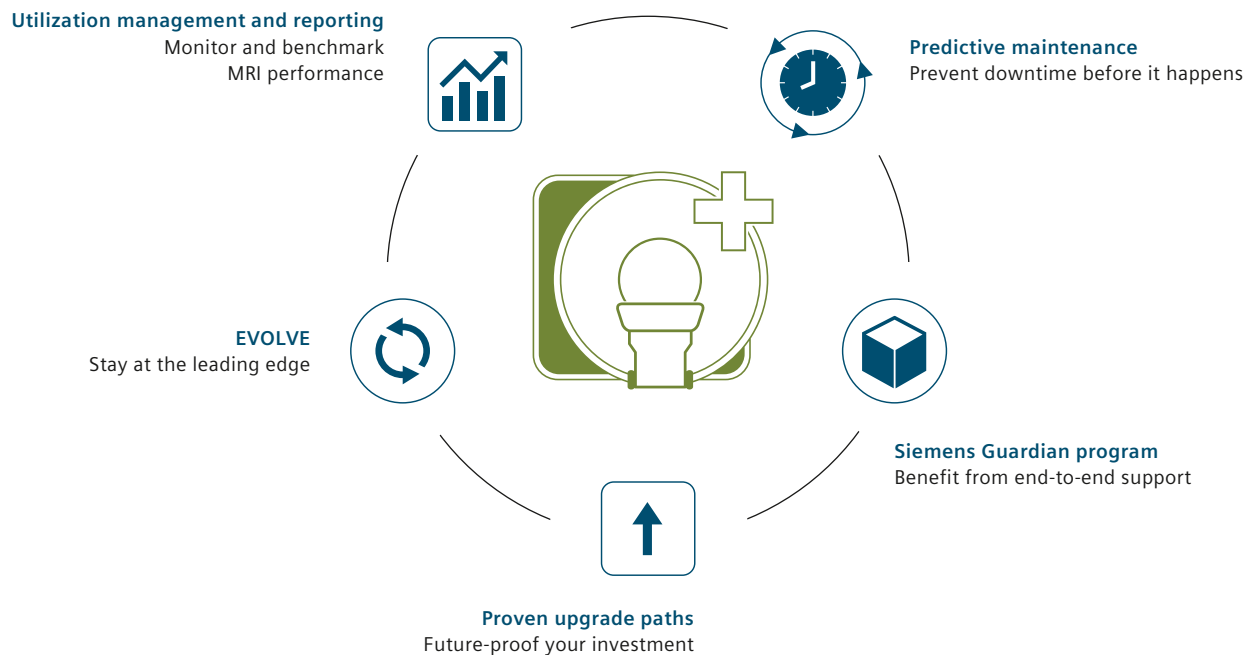 Utilization management and reporting
Monitor and benchmark
MRI performance
Predictive maintenance
Prevent downtime before it happens
EVOLVE
Stay at the leading edge
Siemens Guardian program
Benefit from end-to-end support
Proven upgrade paths
Future-proof your investment